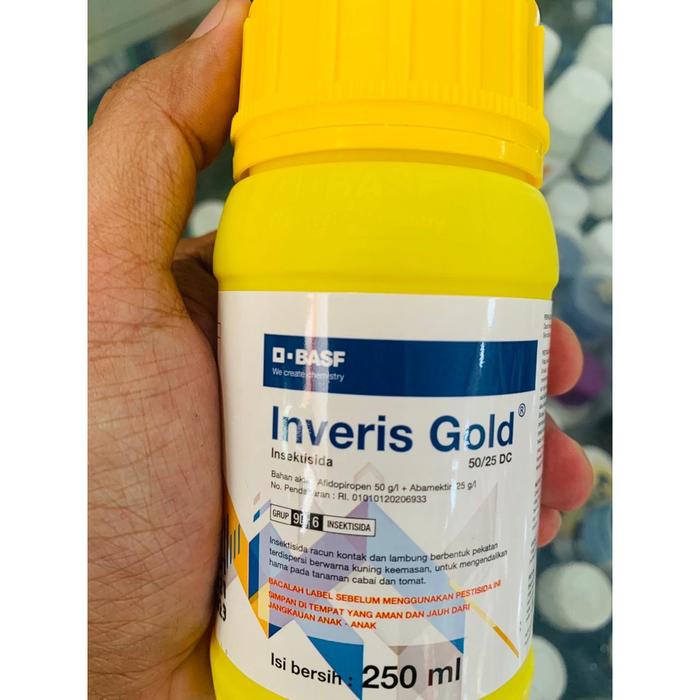 BASF
We create chemistry
Inveris Gold®
Insektisida
50/25 DC
Bahan aktif: Afidopiropen 50 g/l + Abamektin 25 g/l
No. Pendaftaran : RI. 01010120206933
GRUP 9D+6 INSEKTISIDA
Insektisida racun kontak dan lambung berbentuk pekatan
terdispersi berwarna kuning keemasan, untuk mengendalikan
hama pada tanaman cabai dan tomat.
BACALAH LABEL SEBELUM MENGGUNAKAN PESTISIDA INI
SIMPAN DI TEMPAT YANG AMAN DAN JAUH DARI
JANGKAUAN ANAK - ANAK
Isi bersih : 250 ml